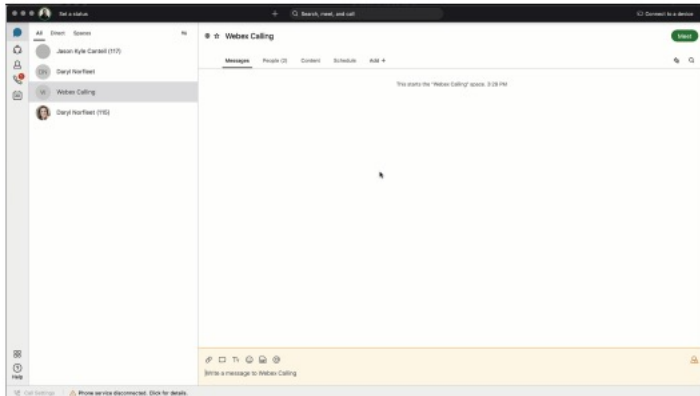 Set a status
Search, meet, and call
Connect to a device
All Direct Spaces
Jason Kyle Cantell (117)
DN Daryl Norfleet
W Webex Calling
Daryl Norfleet (115)
Webex Calling
Meet
Messages People (3) Content Schedule Add +
This starts the "Webex Calling" space. 3:29 PM
Write a message to Webex Calling
Help
Call Settings
Phone service disconnected. Click for details.